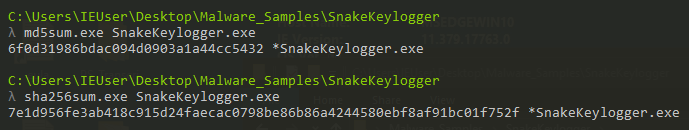 C:\Users\IEUser\Desktop\Malware_Samples\SnakeKeylogger
λ md5sum.exe SnakeKeylogger.exe
6f0d31986bdac094d0903a1a44cc5432 *SnakeKeylogger.exe
C:\Users\IEUser\Desktop\Malware_Samples\SnakeKeylogger
λ sha256sum.exe SnakeKeylogger.exe
7e1d956fe3ab418c915d24faecac0798be86b86a4244580ebf8af91bc01f752f *SnakeKeylogger.exe